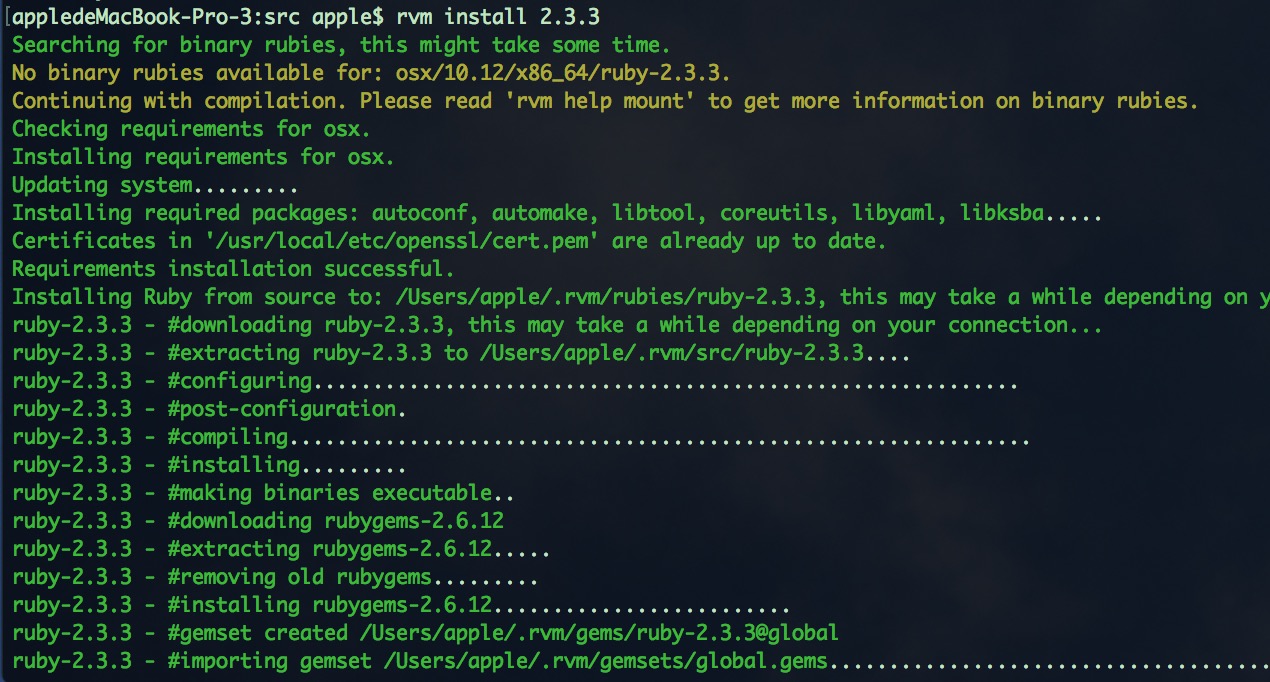 [appledeMacBook-Pro-3:src apple$ rvm install 2.3.3
Searching for binary rubies, this might take some time.
No binary rubies available for: osx/10.12/x86_64/ruby-2.3.3.
Continuing with compilation. Please read 'rvm help mount' to get more information on binary rubies.
Checking requirements for osx.
Installing requirements for osx.
Updating system.........
Installing required packages: autoconf, automake, libtool, coreutils, libyaml, libksba.....
Certificates in '/usr/local/etc/openssl/cert.pem' are already up to date.
Requirements installation successful.
Installing Ruby from source to: /Users/apple/.rvm/rubies/ruby-2.3.3, this may take a while depending on y
ruby-2.3.3 - #downloading ruby-2.3.3, this may take a while depending on your connection...
ruby-2.3.3 - #extracting ruby-2.3.3 to /Users/apple/.rvm/src/ruby-2.3.3....
ruby-2.3.3 - #configuring...........................................................
ruby-2.3.3 - #post-configuration.
ruby-2.3.3 - #compiling..............................................................
ruby-2.3.3 - #installing.........
ruby-2.3.3 - #making binaries executable..
ruby-2.3.3 - #downloading rubygems-2.6.12
ruby-2.3.3 - #extracting rubygems-2.6.12.....
ruby-2.3.3 - #removing old rubygems.........
ruby-2.3.3 - #installing rubygems-2.6.12.........................
ruby-2.3.3 - #gemset created /Users/apple/.rvm/gems/ruby-2.3.3@global
ruby-2.3.3 - #importing gemset /Users/apple/.rvm/gemsets/global.gems.....................................